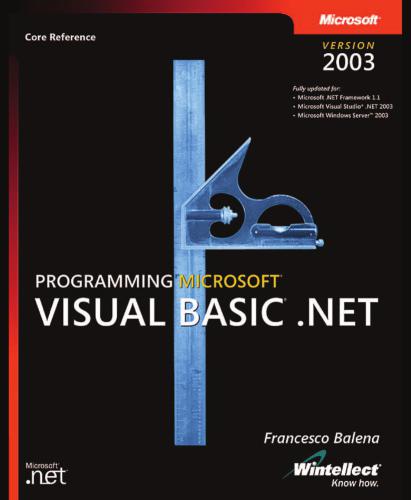 Microsoft®
Core Reference
VERSION
2003
Fully updated for:
• Microsoft .NET Framework 1.1
• Microsoft Visual Studio® .NET 2003
• Microsoft Windows Server™ 2003
PROGRAMMING MICROSOFT®
VISUAL BASIC® .NET
Francesco Balena
Microsoft®
.net
Wintellect®
Know how.